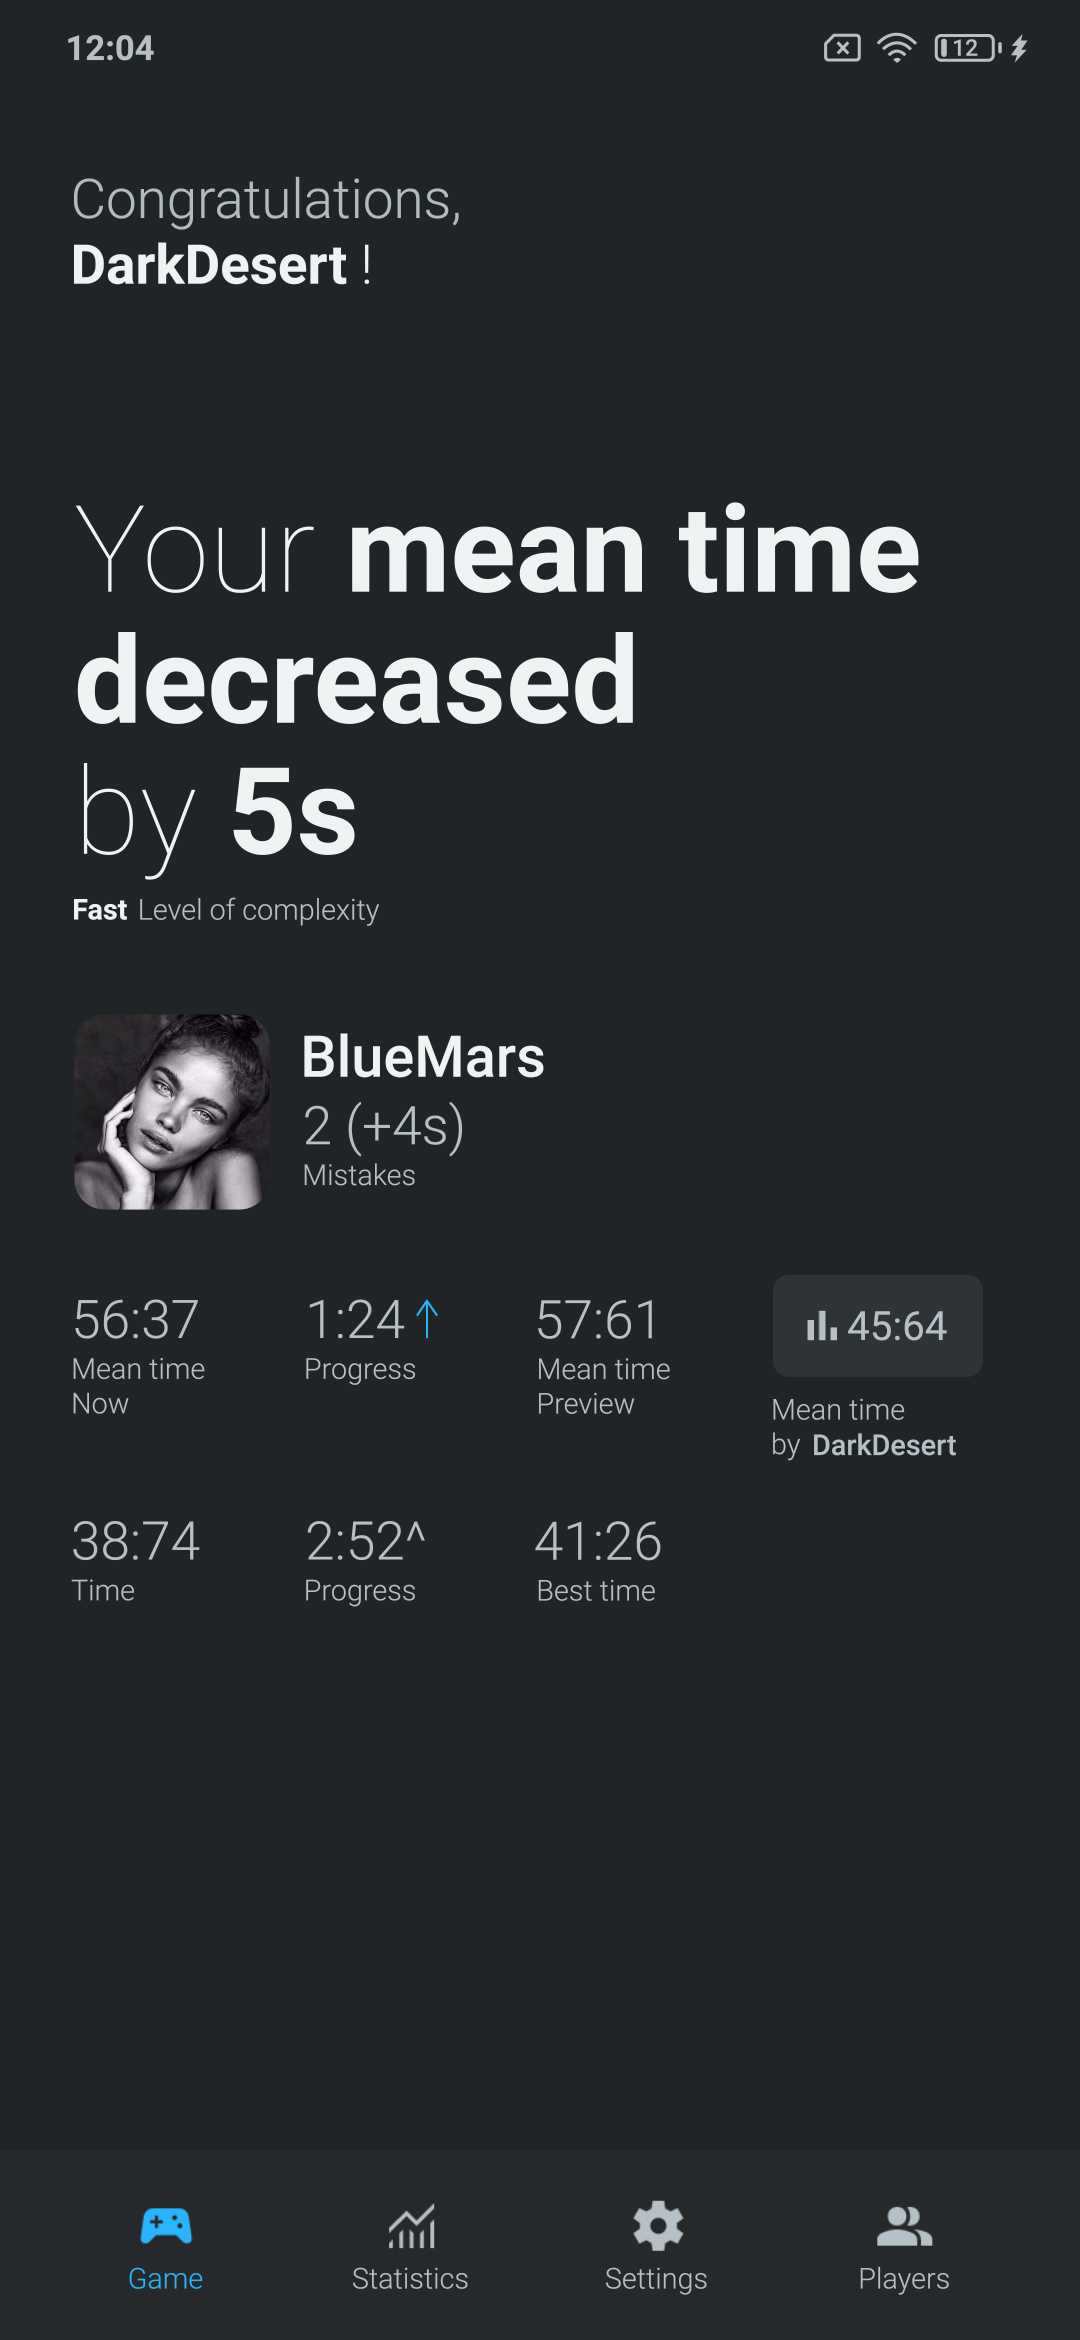 12:04
12
Congratulations,
DarkDesert !
Your mean time
decreased
by 5s
Fast Level of complexity
BlueMars
2 (+4s)
Mistakes
56:37
Mean time
Now
1:24↑
Progress
57:61
Mean time
Preview
45:64
Mean time
by DarkDesert
38:74
Time
2:52^
Progress
41:26
Best time
Game
Statistics
Settings
Players